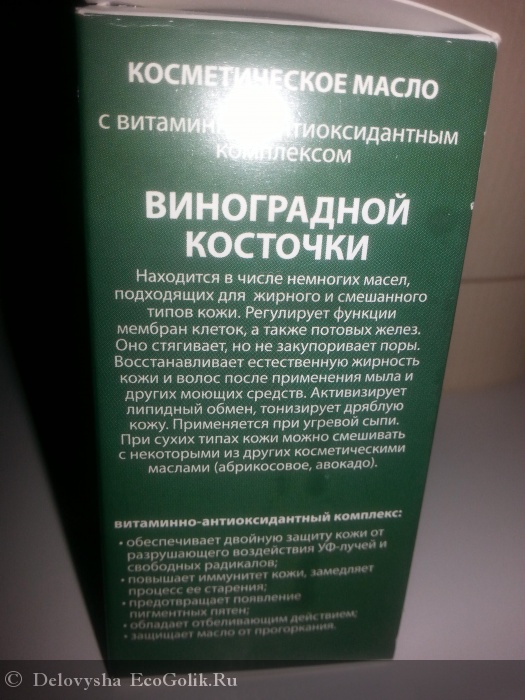 КОСМЕТИЧЕСКОЕ МАСЛО
С ВИТАМИННО-АНТИОКСИДАНТНЫМ
КОМПЛЕКСОМ
ВИНОГРАДНОЙ
КОСТОЧКИ
Находится в числе немногих масел,
подходящих для жирного и смешанного
типов кожи. Регулирует функции
мембран клеток, а также потовых желез.
Оно стягивает, но не закупоривает поры.
Восстанавливает естественную жирность
кожи и волос после применения мыла и
других моющих средств. Активизирует
липидный обмен, тонизирует дряблую
кожу. Применяется при угревой сыпи.
При сухих типах кожи можно смешивать
с некоторыми из других косметическими
маслами (абрикосовое, авокадо).
витаминно-антиоксидантный комплекс:
• обеспечивает двойную защиту кожи от
разрушающего воздействия УФ-лучей и
свободных радикалов;
• повышает иммунитет кожи, замедляет
процесс ее старения;
• предотвращает появление
пигментных пятен;
• обладает отбеливающим действием;
• защищает масло от прогоркания.
© Delovysha EcoGolik.Ru